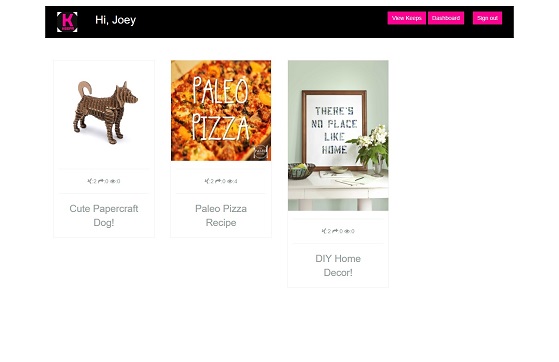 K
KEEPR
Hi, Joey
View Keeps
Dashboard
Sign out
PALEO
PIZZA
THERE'S
NO PLACE
LIKE
HOME
2 0 0
2 0 4
2 0 0
Cute Papercraft
Dog!
Paleo Pizza
Recipe
DIY Home
Decor!